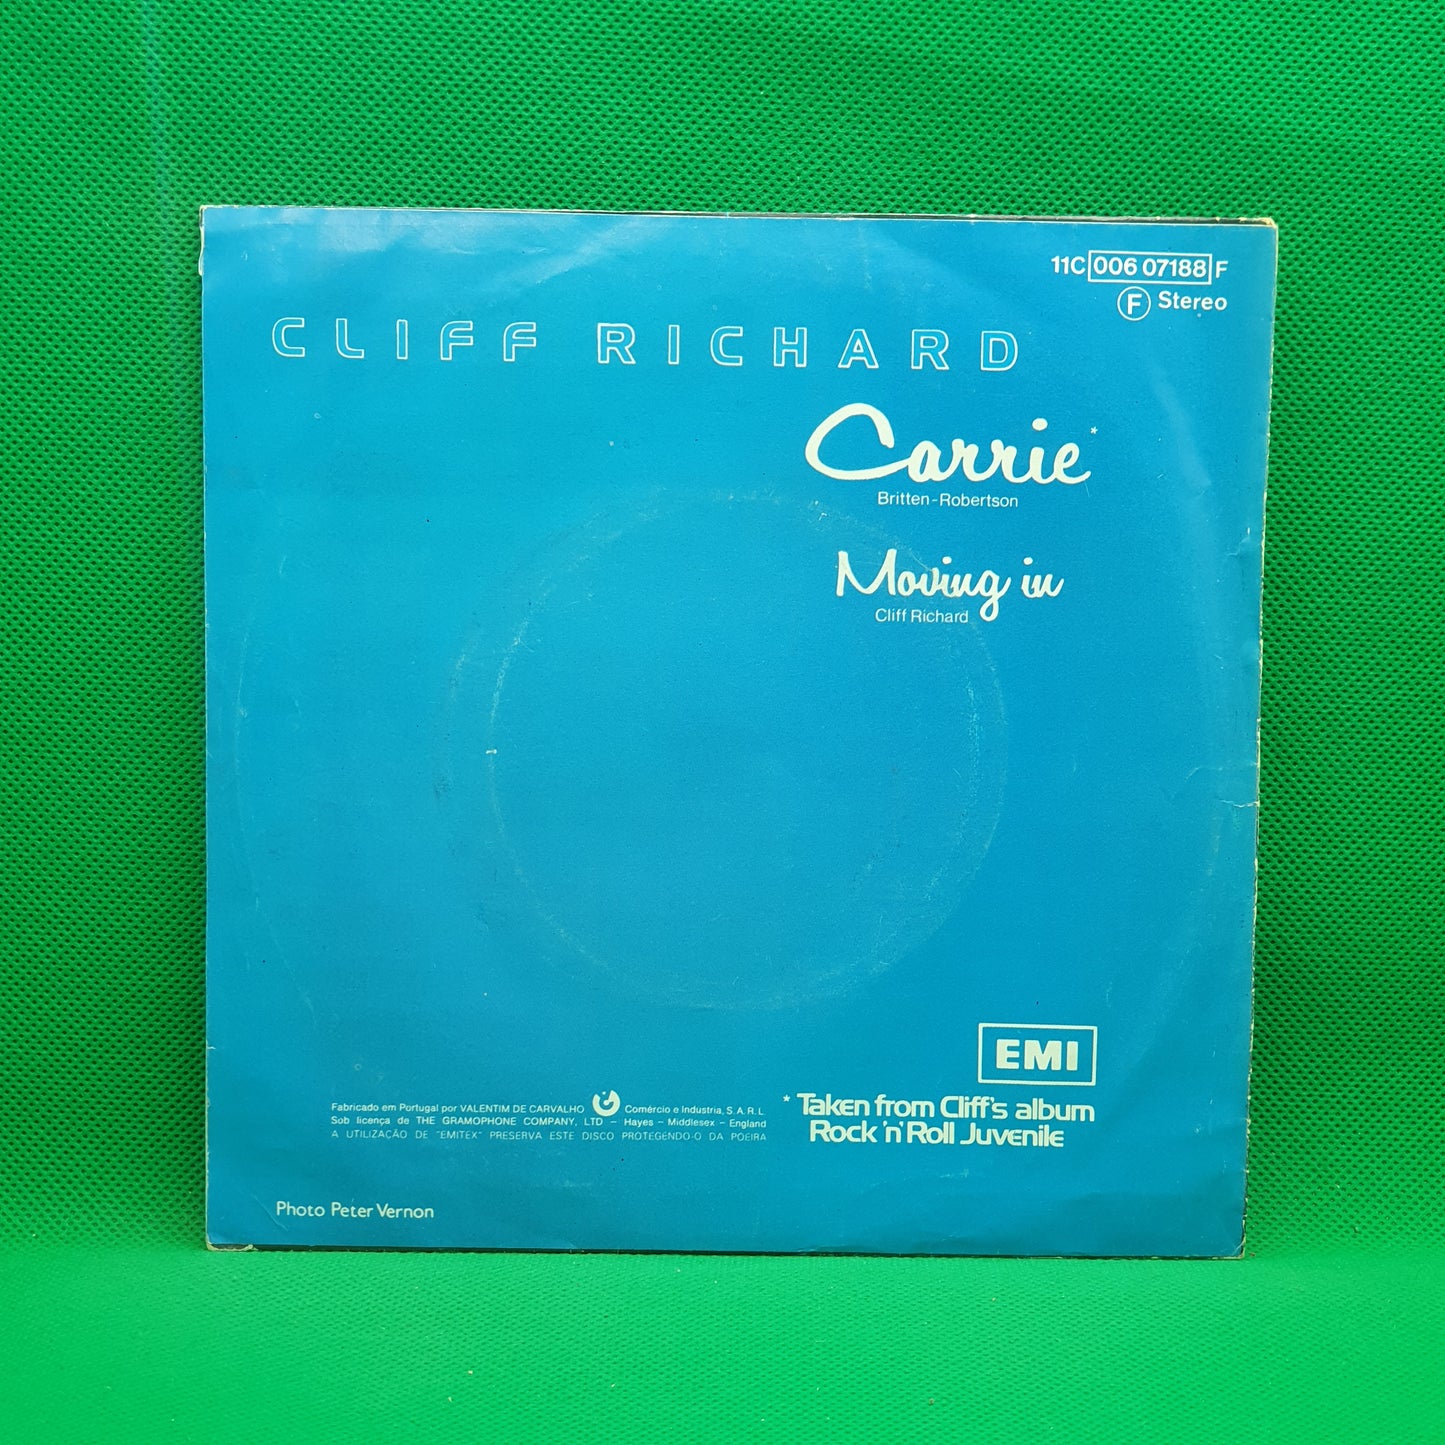 11C 006 07188 F
F Stereo
CLIFF RICHARD
Carrie*
Britten-Robertson
Moving in
Cliff Richard
EMI
* Taken from Cliff's album
Rock 'n' Roll Juvenile
Fabricado em Portugal por VALENTIM DE CARVALHO Comércio e Industria, S.A.R.L.
Sob licença de THE GRAMOPHONE COMPANY, LTD - Hayes - Middlesex - England
A UTILIZAÇÃO DE "EMITEX" PRESERVA ESTE DISCO PROTEGENDO-O DA POEIRA
Photo Peter Vernon